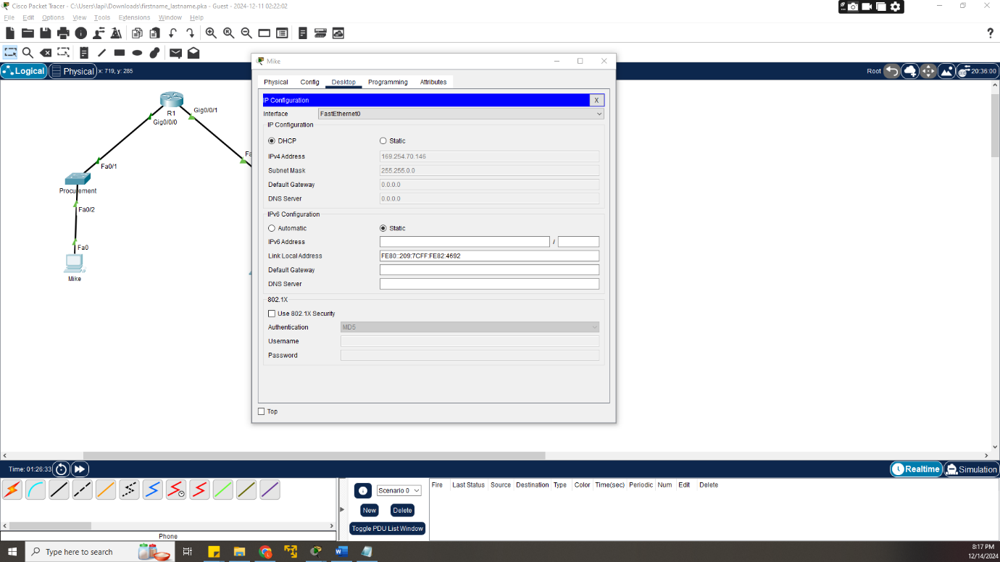 Cisco Packet Tracer - C:\Users\lapi\Downloads\firstname_lastname.pka - Guest - 2024-12-11 02:22:02
File Edit Options View Tools Extensions Window Help
?
Logical Physical x: 719, y: 285
Root 20:36:00
R1
Gig0/0/1
Gig0/0/0
Fa
Fa0/1
Procurement
Fa0/2
Fa0
Mike
Mike
Physical Config Desktop Programming Attributes
IP Configuration X
Interface FastEthernet0
IP Configuration
DHCP Static
IPv4 Address 169.254.70.146
Subnet Mask 255.255.0.0
Default Gateway 0.0.0.0
DNS Server 0.0.0.0
IPv6 Configuration
Automatic Static
IPv6 Address /
Link Local Address FE80::209:7CFF:FE82:4692
Default Gateway
DNS Server
802.1X
Use 802.1X Security
Authentication MD5
Username
Password
Top
Time: 01:26:33 Realtime Simulation
Scenario 0
New Delete
Toggle PDU List Window
Fire Last Status Source Destination Type Color Time(sec) Periodic Num Edit Delete
Phone
Type here to search
8:17 PM
12/14/2024